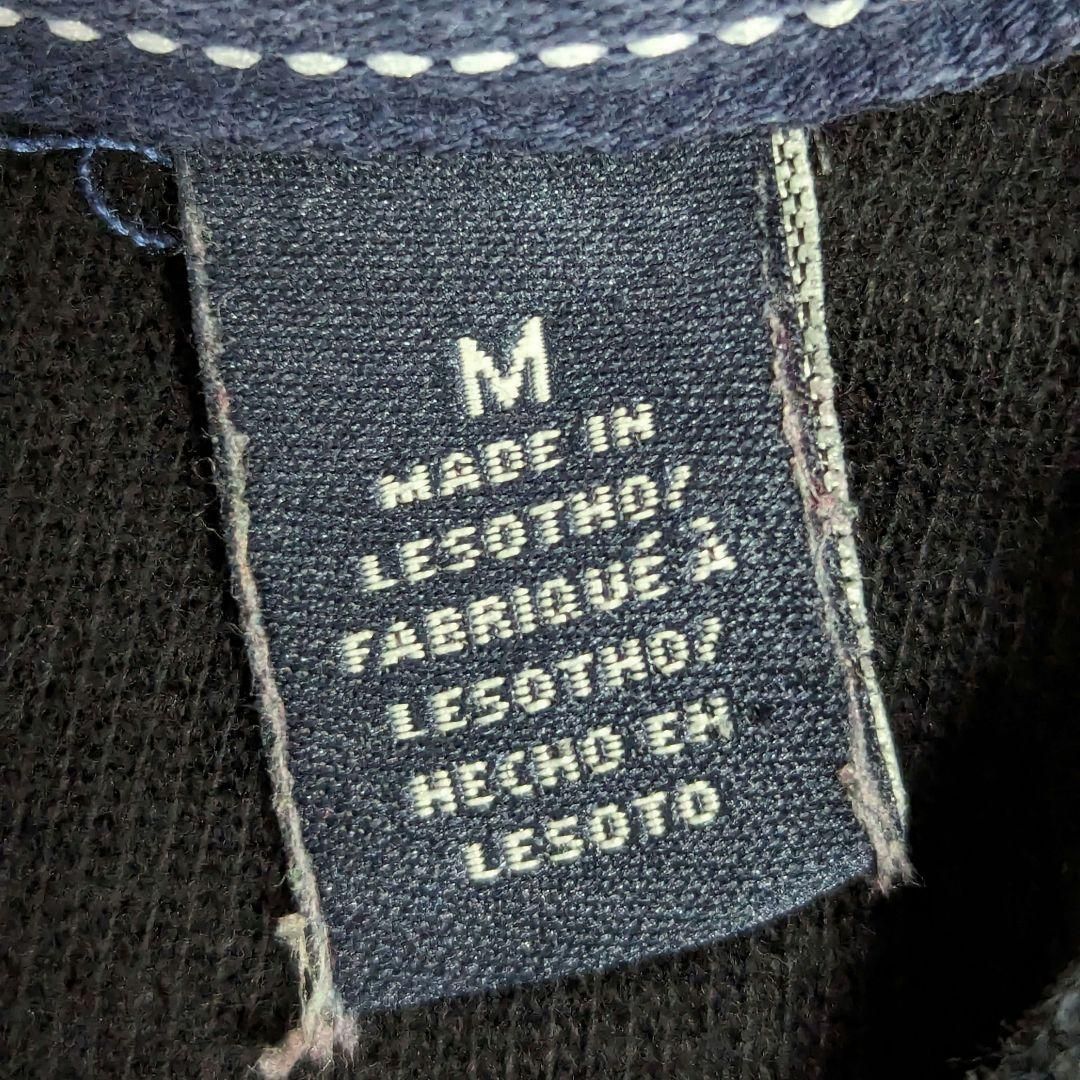 M
MADE IN
LESOTHO/
FABRIQUÉ À
LESOTHO/
HECHO EN
LESOTO